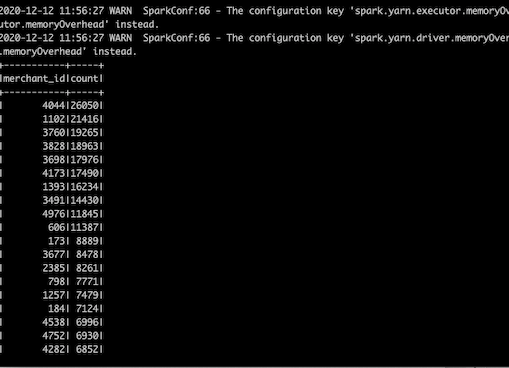 2020-12-12 11:56:27 WARN  SparkConf:66 - The configuration key 'spark.yarn.executor.memoryOv
utor.memoryOverhead' instead.
2020-12-12 11:56:27 WARN  SparkConf:66 - The configuration key 'spark.yarn.driver.memoryOver
.memoryOverhead' instead.
+-----------+-----+
|merchant_id|count|
+-----------+-----+
|       4044|26050|
|       1102|21416|
|       3760|19265|
|       3828|18963|
|       3698|17976|
|       4173|17490|
|       1393|16234|
|       3491|14430|
|       4976|11845|
|        606|11387|
|        173| 8889|
|       3677| 8478|
|       2385| 8261|
|        798| 7771|
|       1257| 7479|
|        184| 7124|
|       4538| 6996|
|       4752| 6930|
|       4282| 6852|